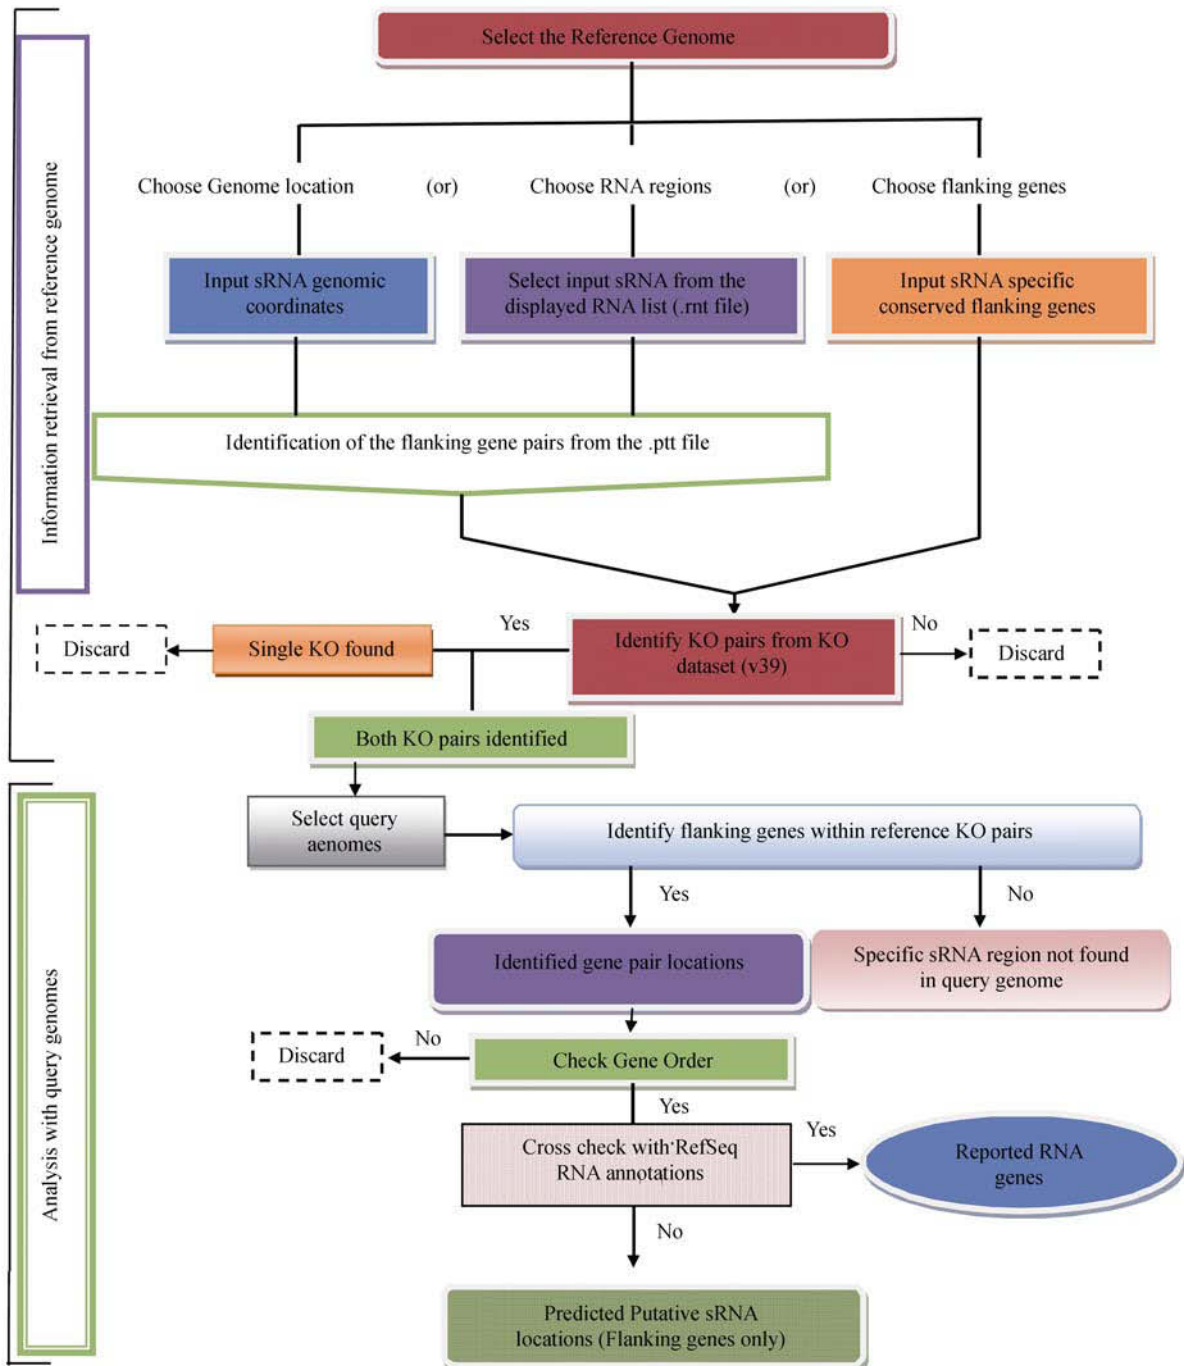 Select the Reference Genome
Information retrieval from reference genome
Choose Genome location
(or)
Choose RNA regions
(or)
Choose flanking genes
Input sRNA genomic
coordinates
Select input sRNA from the
displayed RNA list (.rnt file)
Input sRNA specific
conserved flanking genes
Identification of the flanking gene pairs from the .ptt file
Discard
Single KO found
Yes
Identify KO pairs from KO
dataset (v39)
No
Discard
Both KO pairs identified
Analysis with query genomes
Select query
aenomes
Identify flanking genes within reference KO pairs
Yes
No
Identified gene pair locations
Specific sRNA region not found
in query genome
Discard
No
Check Gene Order
Yes
Cross check with RefSeq
RNA annotations
Yes
Reported RNA
genes
No
Predicted Putative sRNA
locations (Flanking genes only)